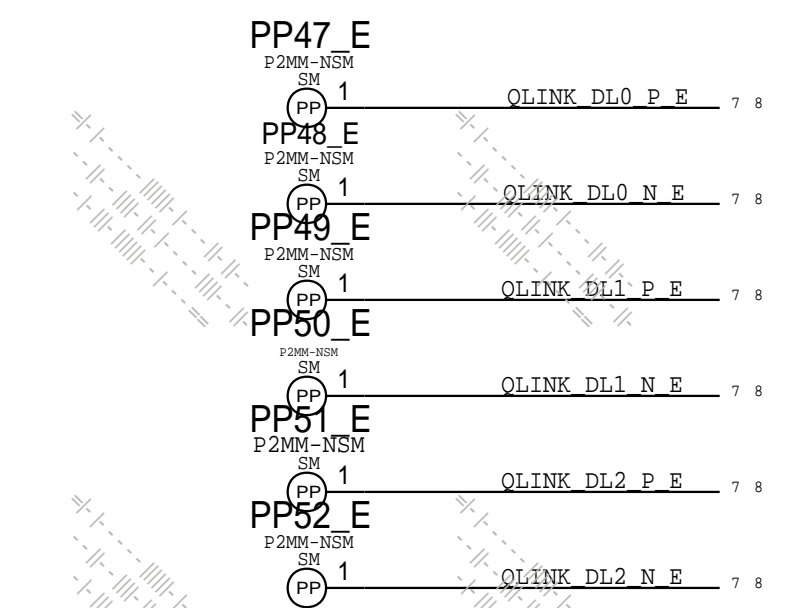 PP47_E
P2MM-NSM
SM
PP 1 QLINK_DL0_P_E 7 8
PP48_E
P2MM-NSM
SM
PP 1 QLINK_DL0_N_E 7 8
PP49_E
P2MM-NSM
SM
PP 1 QLINK_DL1_P_E 7 8
PP50_E
P2MM-NSM
SM
PP 1 QLINK_DL1_N_E 7 8
PP51_E
P2MM-NSM
SM
PP 1 QLINK_DL2_P_E 7 8
PP52_E
P2MM-NSM
SM
PP 1 QLINK_DL2_N_E 7 8